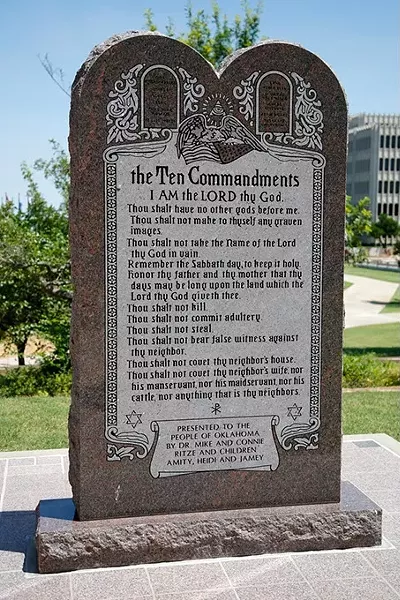 the Ten Commandments
I AM the LORD thy God.
Thou shalt have no other gods before me.
Thou shalt not make to thyself any graven
images.
Thou shalt not take the Name of the Lord
thy God in vain.
Remember the Sabbath day, to keep it holy.
Honor thy father and thy mother that thy
days may be long upon the land which the
Lord thy God giveth thee.
Thou shalt not kill.
Thou shalt not commit adultery.
Thou shalt not steal.
Thou shalt not bear false witness against
thy neighbor.
Thou shalt not covet thy neighbor's house.
Thou shalt not covet thy neighbor's wife, nor
his manservant, nor his maidservant, nor his
cattle, nor anything that is thy neighbor's.
PRESENTED TO THE
PEOPLE OF OKLAHOMA
BY DR. MIKE AND CONNIE
RITZE AND CHILDREN
AMITY, HEIDI AND JAMEY